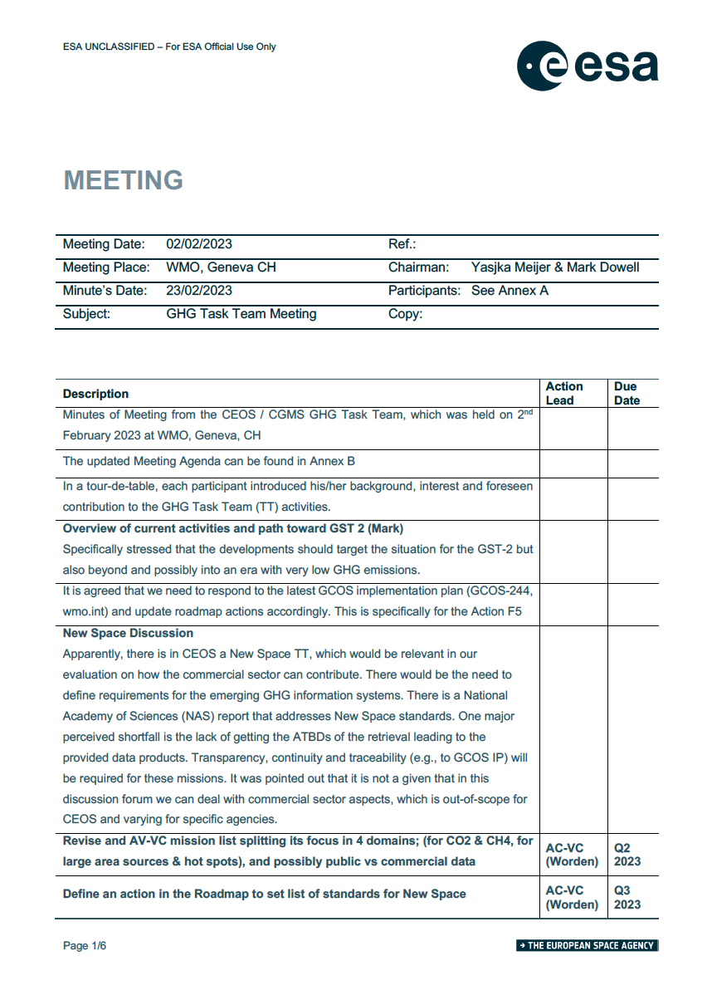 ESA UNCLASSIFIED – For ESA Official Use Only
esa
MEETING
Meeting Date: 02/02/2023 Ref.:
Meeting Place: WMO, Geneva CH Chairman: Yasjka Meijer & Mark Dowell
Minute's Date: 23/02/2023 Participants: See Annex A
Subject: GHG Task Team Meeting Copy:
Description Action Lead Due Date
Minutes of Meeting from the CEOS / CGMS GHG Task Team, which was held on 2nd
February 2023 at WMO, Geneva, CH
The updated Meeting Agenda can be found in Annex B
In a tour-de-table, each participant introduced his/her background, interest and foreseen
contribution to the GHG Task Team (TT) activities.
Overview of current activities and path toward GST 2 (Mark)
Specifically stressed that the developments should target the situation for the GST-2 but
also beyond and possibly into an era with very low GHG emissions.
It is agreed that we need to respond to the latest GCOS implementation plan (GCOS-244,
wmo.int) and update roadmap actions accordingly. This is specifically for the Action F5
New Space Discussion
Apparently, there is in CEOS a New Space TT, which would be relevant in our
evaluation on how the commercial sector can contribute. There would be the need to
define requirements for the emerging GHG information systems. There is a National
Academy of Sciences (NAS) report that addresses New Space standards. One major
perceived shortfall is the lack of getting the ATBDs of the retrieval leading to the
provided data products. Transparency, continuity and traceability (e.g., to GCOS IP) will
be required for these missions. It was pointed out that it is not a given that in this
discussion forum we can deal with commercial sector aspects, which is out-of-scope for
CEOS and varying for specific agencies.
Revise and AV-VC mission list splitting its focus in 4 domains; (for CO2 & CH4, for
large area sources & hot spots), and possibly public vs commercial data
AC-VC (Worden)
Q2 2023
Define an action in the Roadmap to set list of standards for New Space
AC-VC (Worden)
Q3 2023
Page 1/6
→ THE EUROPEAN SPACE AGENCY